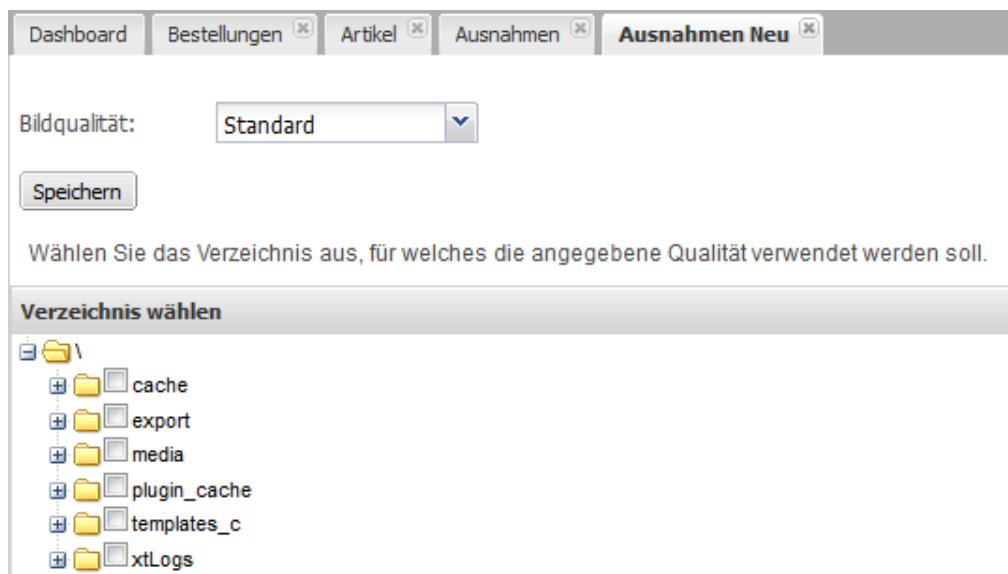 Dashboard Bestellungen Artikel Ausnahmen Ausnahmen Neu
Bildqualität: Standard
Speichern
Wählen Sie das Verzeichnis aus, für welches die angegebene Qualität verwendet werden soll.
Verzeichnis wählen
\
cache
export
media
plugin_cache
templates_c
xtLogs